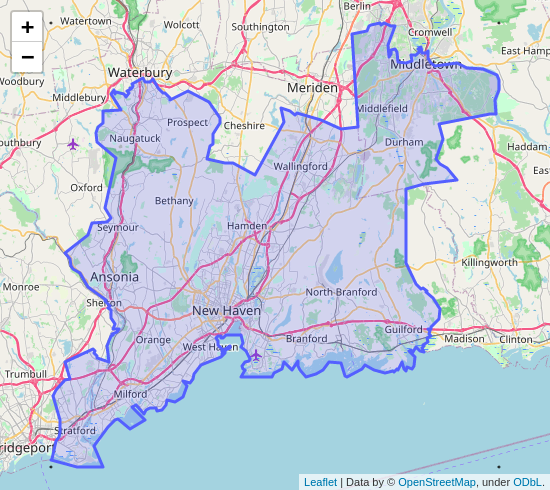 Berlin
+
Watertown
Wolcott
Southington
Cromwell
−
East Hamp
Waterbury
Middletown
Woodbury
Middlebury
Meriden
Middlefield
Prospect
Cheshire
Naugatuck
Durham
outhbury
Haddam
Wallingford
East
Oxford
Bethany
Seymour
Hamden
Killingworth
Ansonia
Monroe
North Branford
Shelton
New Haven
Guilford
Orange
West Haven
Branford
Madison
Clinton
Trumbull
Milford
Stratford
ridgeport
Leaflet | Data by © OpenStreetMap, under ODbL.